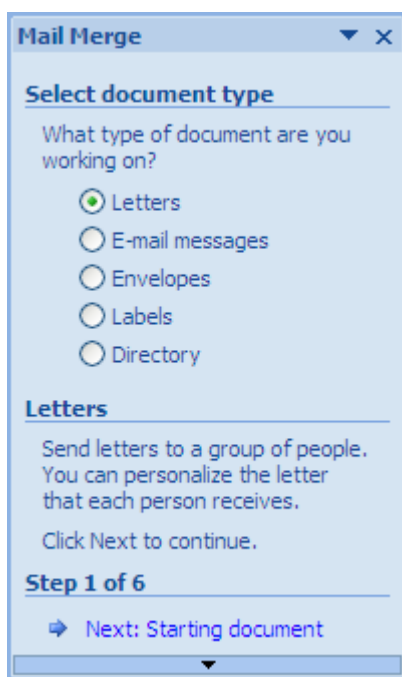 Mail Merge
Select document type
What type of document are you
working on?
Letters
E-mail messages
Envelopes
Labels
Directory
Letters
Send letters to a group of people.
You can personalize the letter
that each person receives.
Click Next to continue.
Step 1 of 6
Next: Starting document